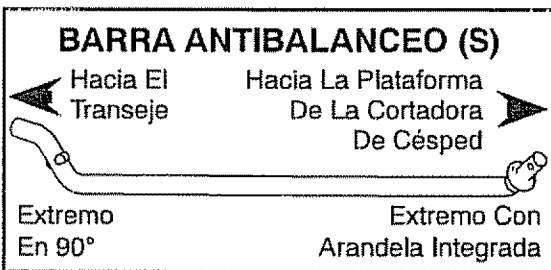 BARRA ANTIBALANCEO (S)
Hacia El
Transeje
Hacia La Plataforma
De La Cortadora
De Césped
Extremo
En 90°
Extremo Con
Arandela Integrada